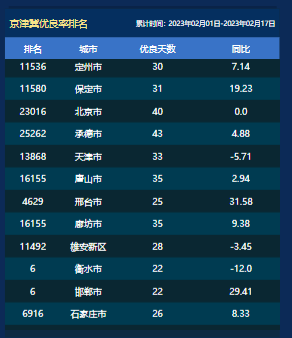 京津冀优良率排名 累计时间:2023年02月01日-2023年02月17日
排名 城市 优良天数 同比
11536 定州市 30 7.14
11580 保定市 31 19.23
23016 北京市 40 0.0
25262 承德市 43 4.88
13868 天津市 33 -5.71
16155 唐山市 35 2.94
4629 邢台市 25 31.58
16155 廊坊市 35 9.38
11492 雄安新区 28 -3.45
6 衡水市 22 -12.0
6 邯郸市 22 29.41
6916 石家庄市 26 8.33